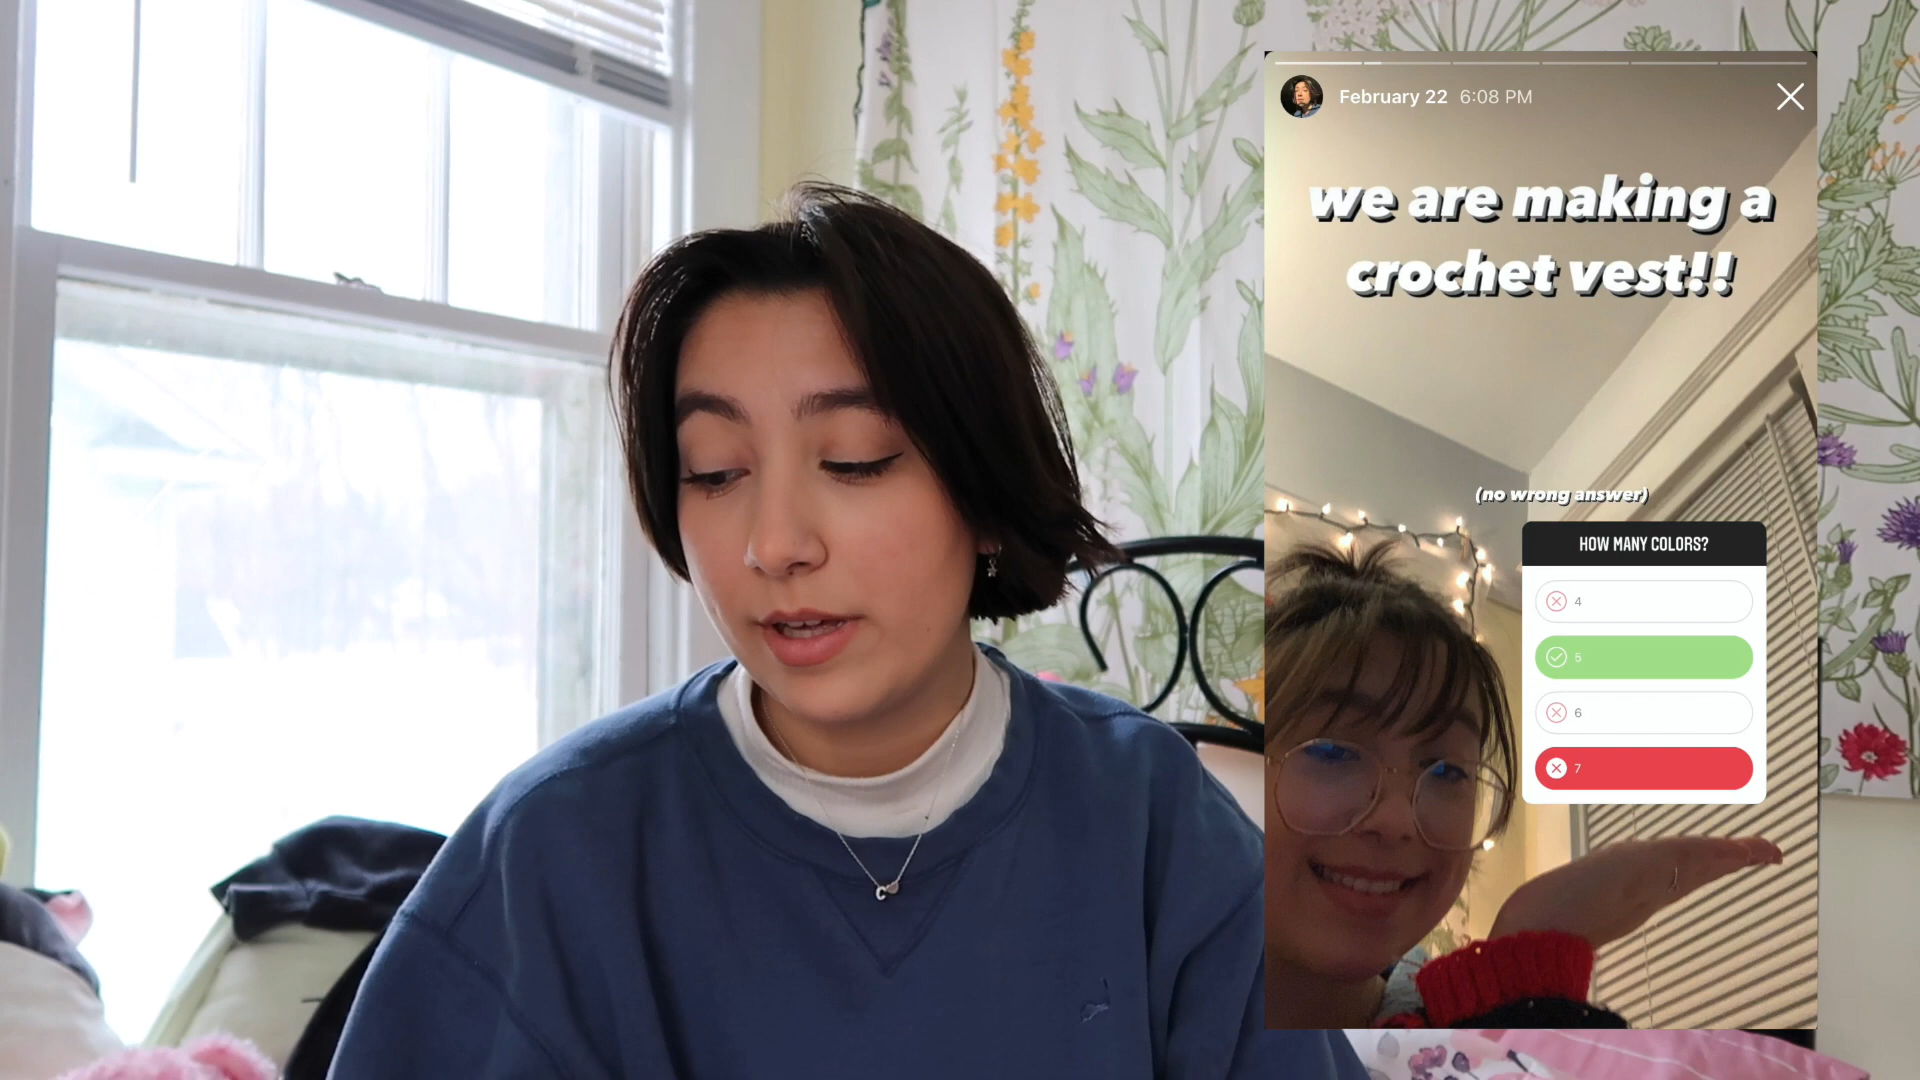 February 22 6:08 PM
we are making a
crochet vest!!
(no wrong answer)
HOW MANY COLORS?
4
5
6
7
C